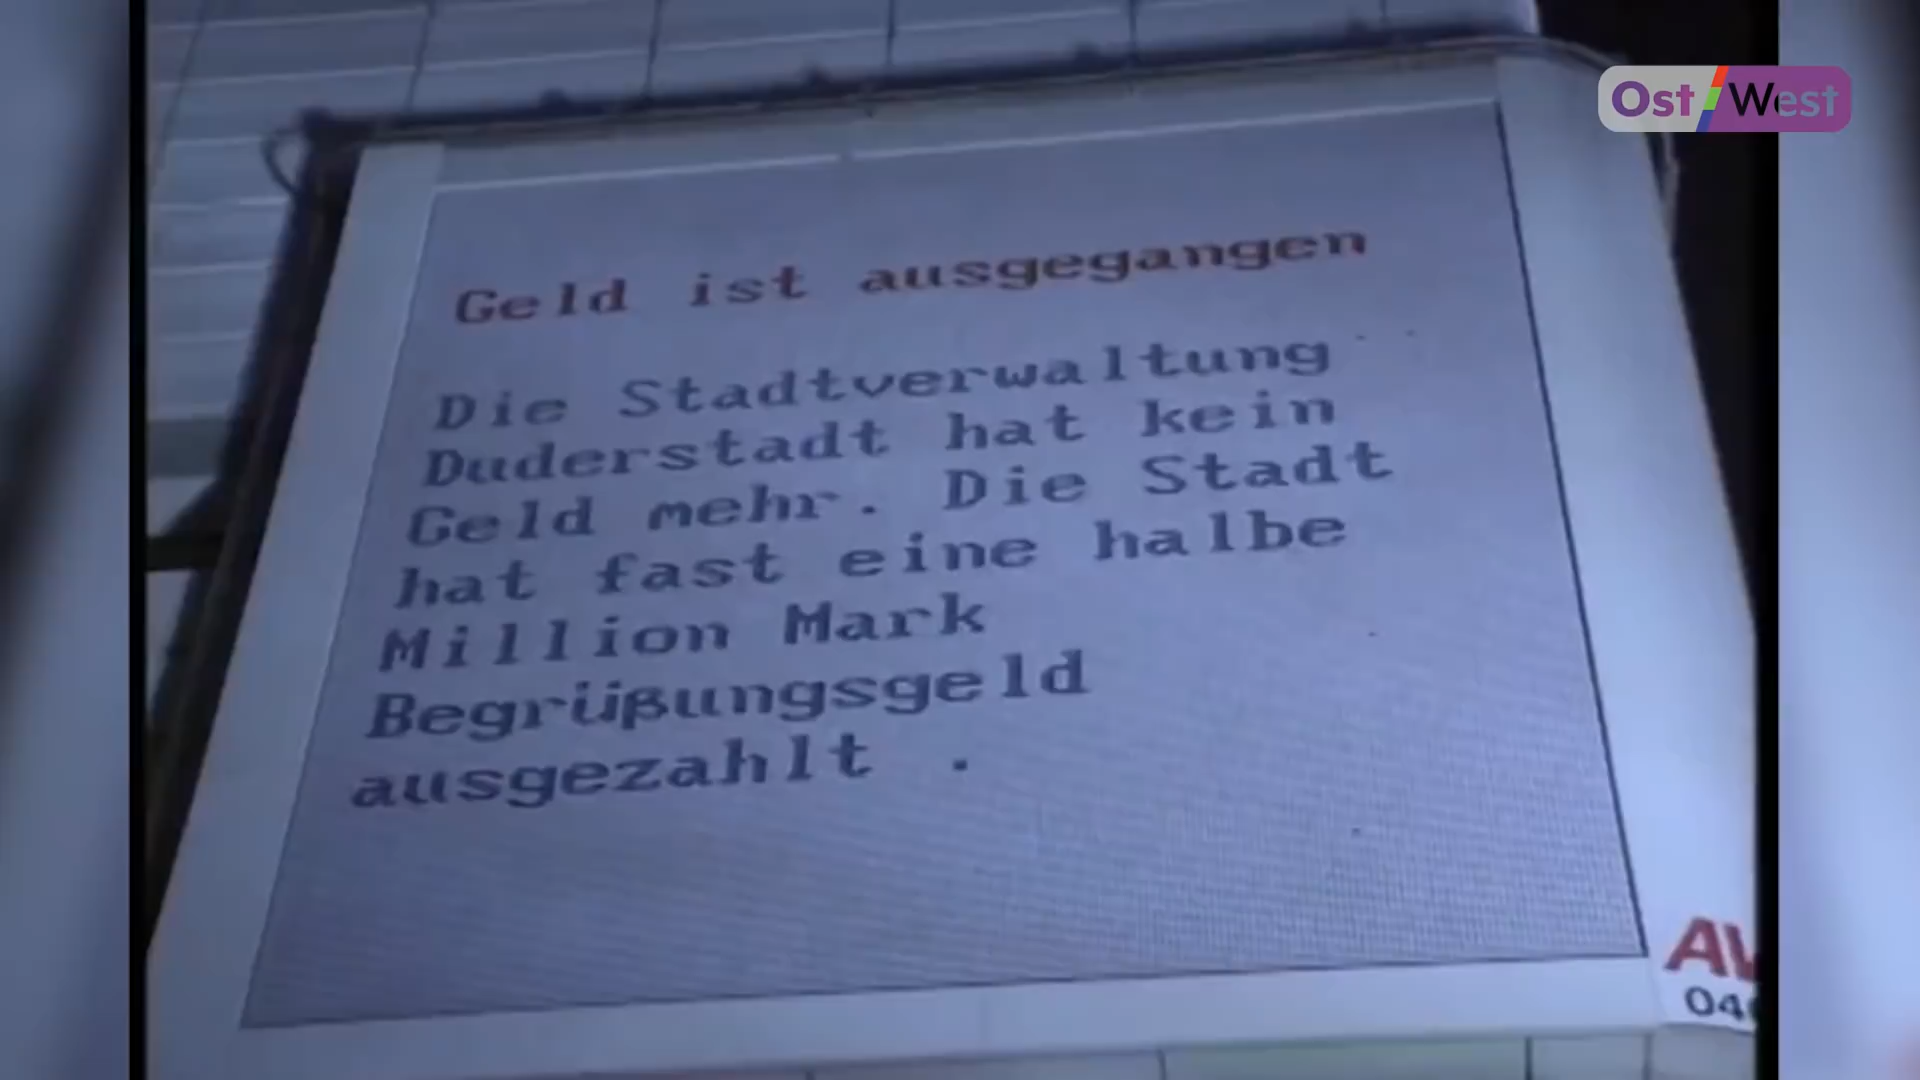 Ost/West
Geld ist ausgegangen
Die Stadtverwaltung
Duderstadt hat kein
Geld mehr. Die Stadt
hat fast eine halbe
Million Mark
Begrüßungsgeld
ausgezahlt .